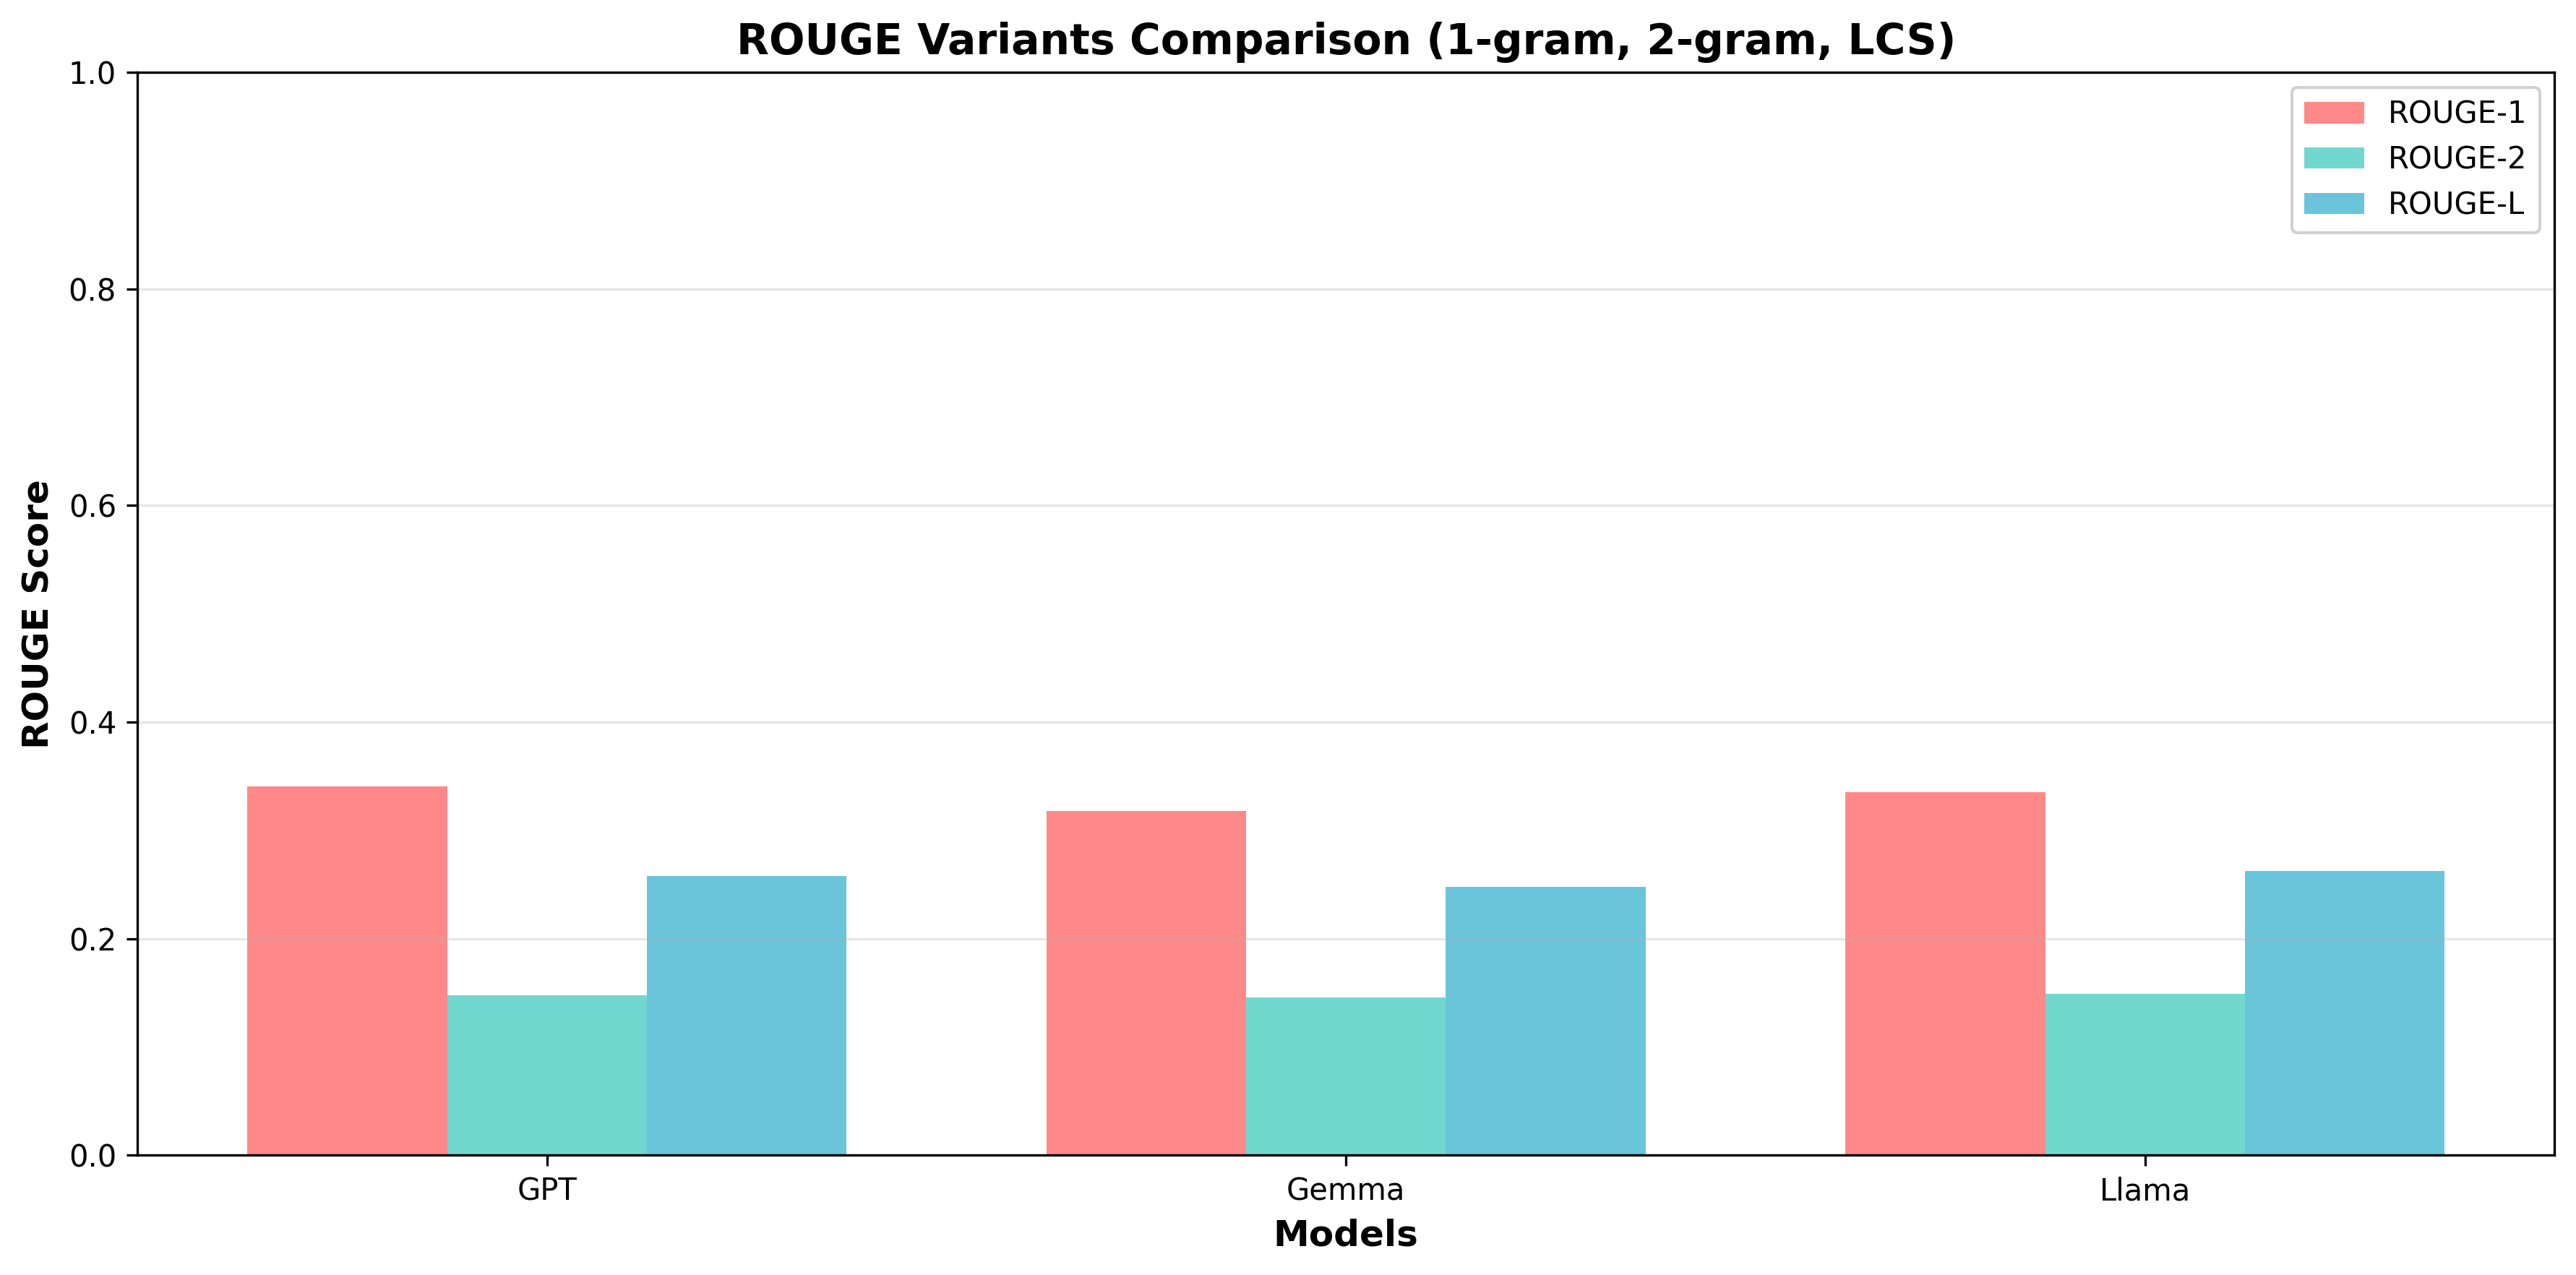 ROUGE Variants Comparison (1-gram, 2-gram, LCS)
1.0
0.8
0.6
0.4
0.2
0.0
ROUGE Score
ROUGE-1
ROUGE-2
ROUGE-L
GPT
Gemma
Llama
Models